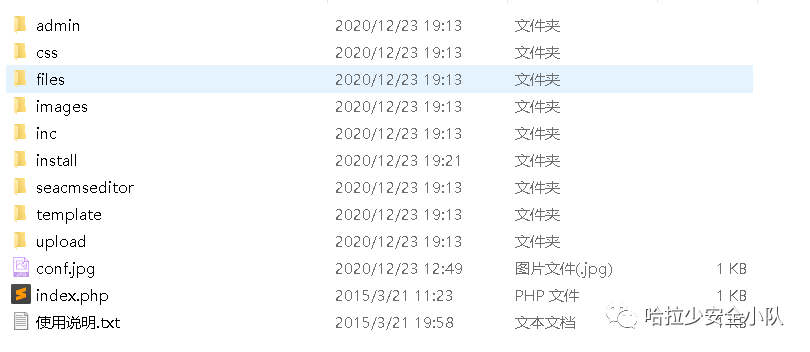 admin 2020/12/23 19:13 文件夹
css 2020/12/23 19:13 文件夹
files 2020/12/23 19:13 文件夹
images 2020/12/23 19:13 文件夹
inc 2020/12/23 19:13 文件夹
install 2020/12/23 19:21 文件夹
seacmseditor 2020/12/23 19:13 文件夹
template 2020/12/23 19:13 文件夹
upload 2020/12/23 19:13 文件夹
conf.jpg 2020/12/23 12:49 图片文件(.jpg) 1 KB
index.php 2015/3/21 11:23 PHP 文件 1 KB
使用说明.txt 2015/3/21 19:58 文本文档
哈拉少安全小队